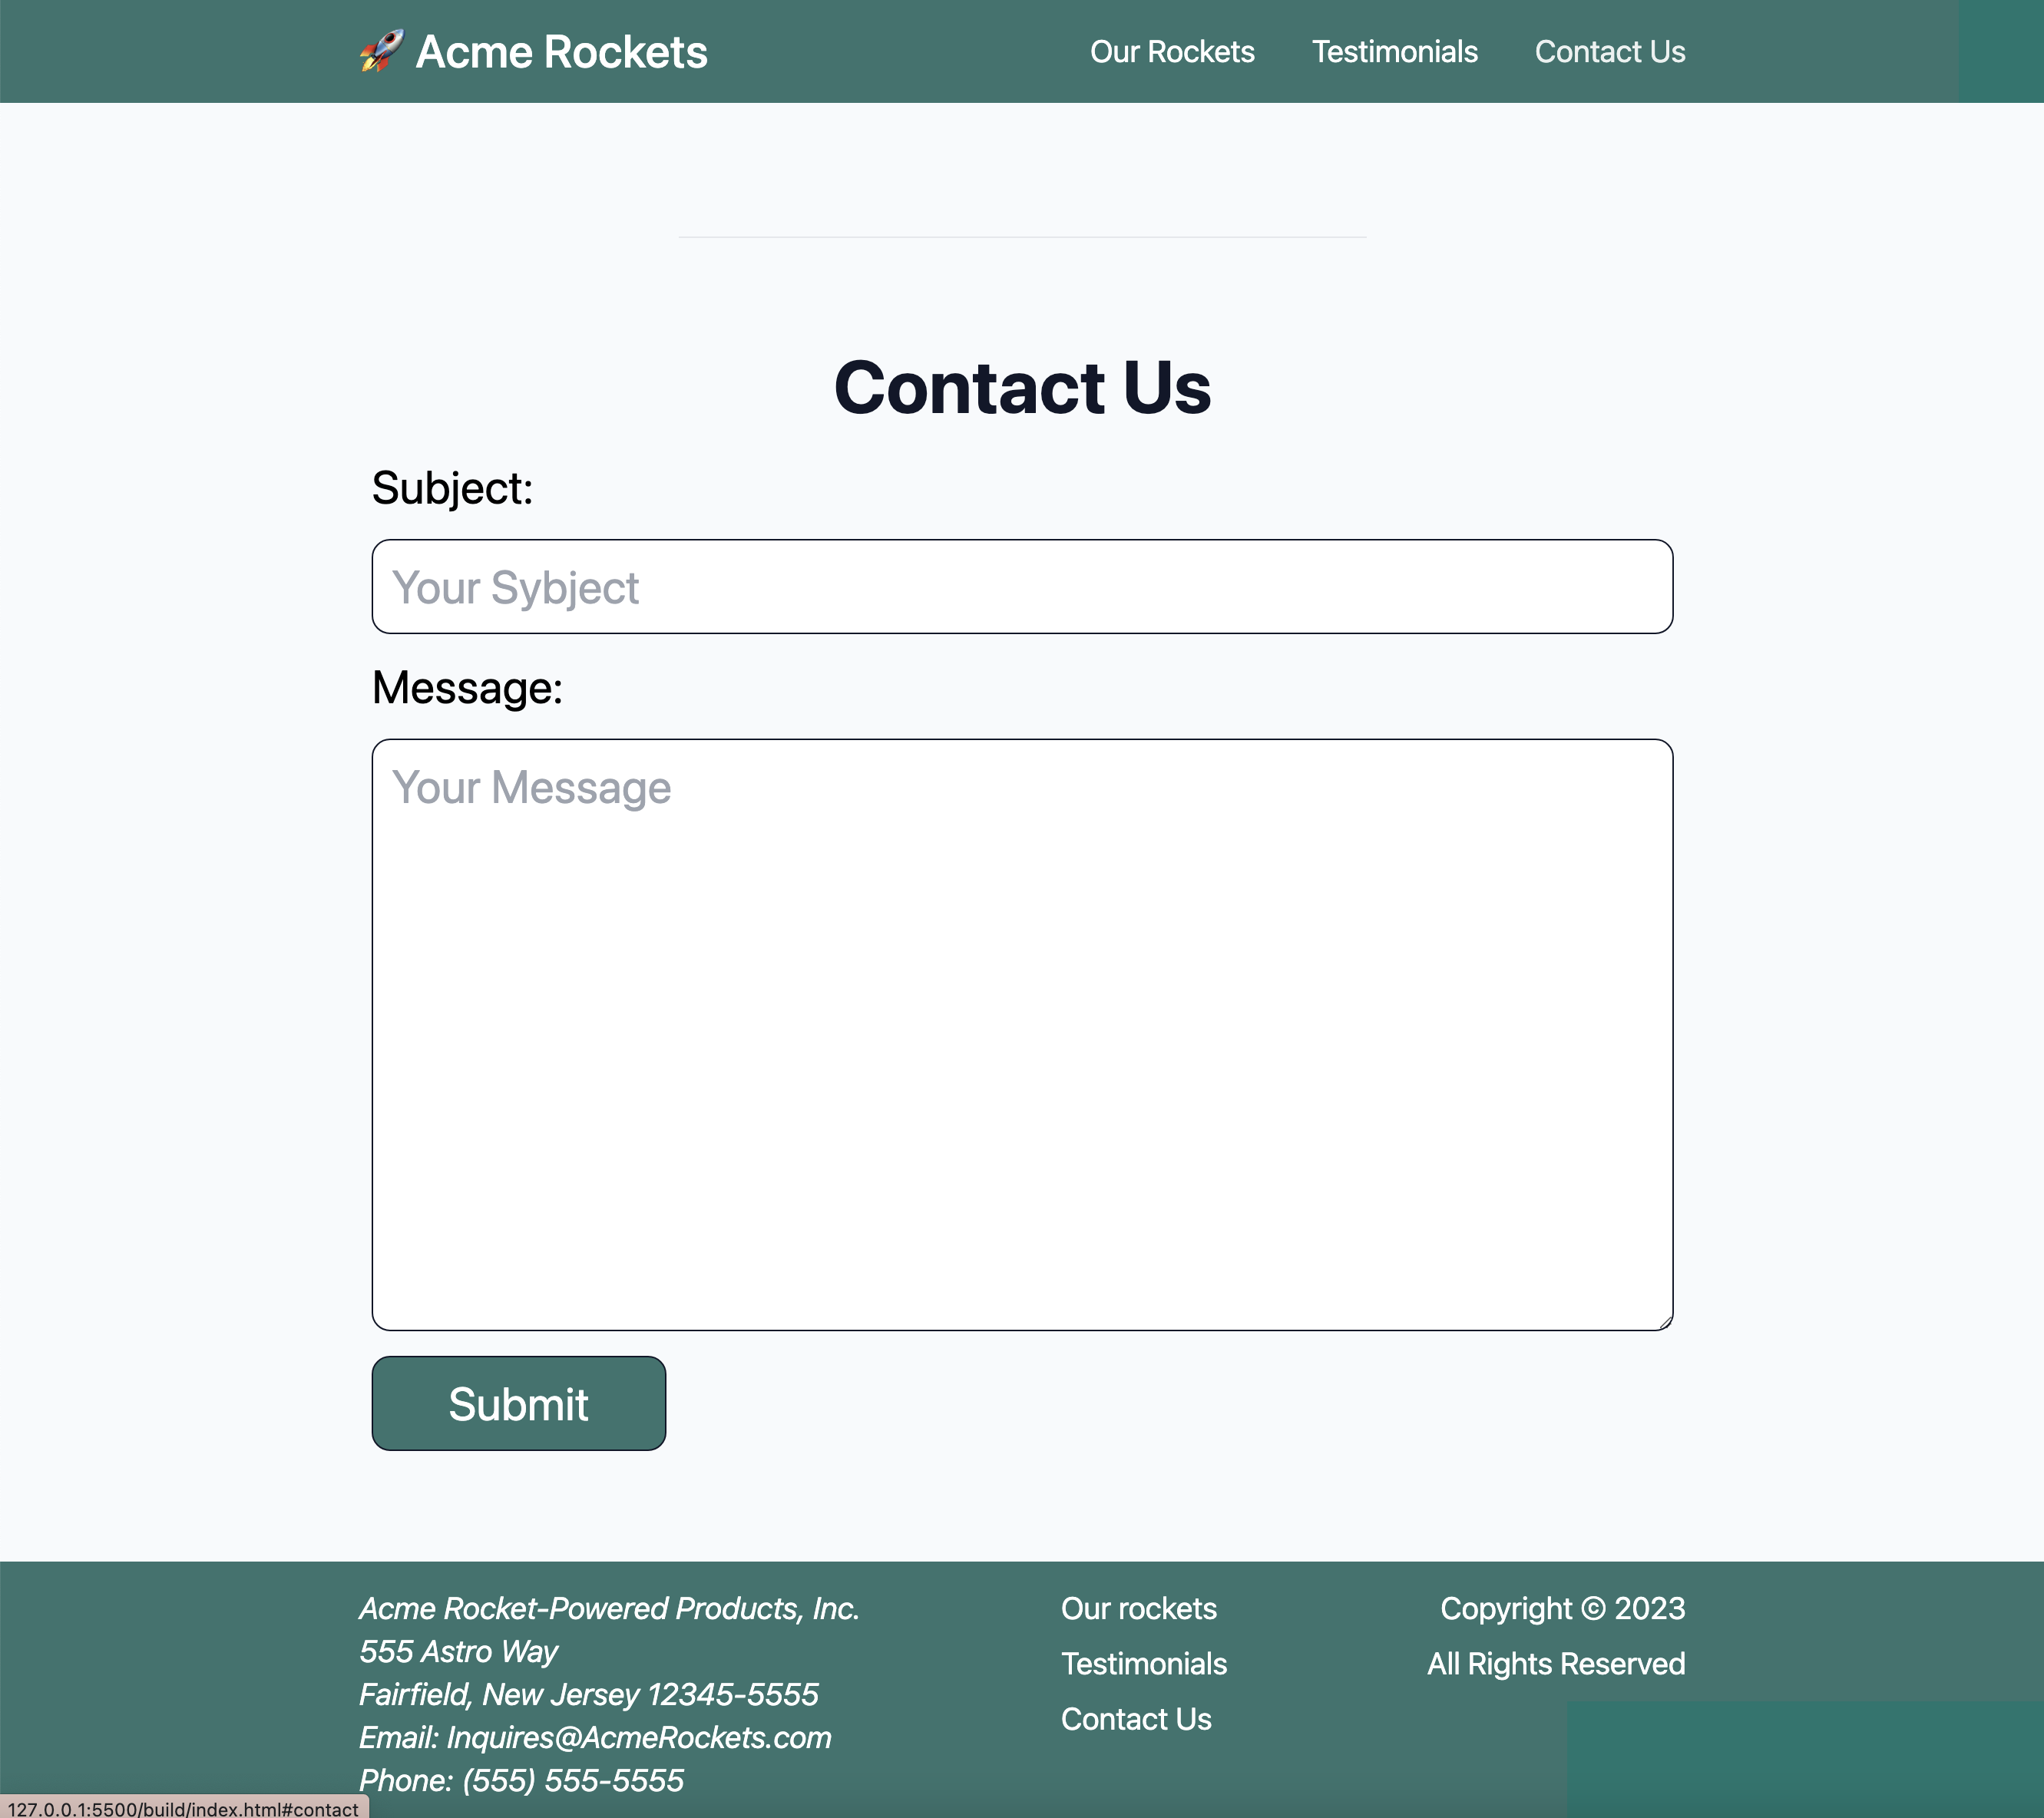 🚀 Acme Rockets
Our Rockets Testimonials Contact Us
Contact Us
Subject:
Your Sybject
Message:
Your Message
Submit
Acme Rocket-Powered Products, Inc.
555 Astro Way
Fairfield, New Jersey 12345-5555
Email: Inquires@AcmeRockets.com
Phone: (555) 555-5555
Our rockets
Testimonials
Contact Us
Copyright © 2023
All Rights Reserved
127.0.0.1:5500/build/index.html#contact